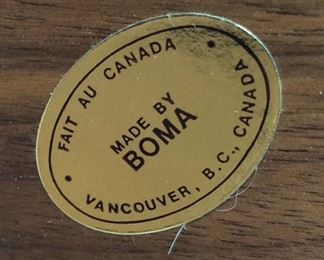 FAIT AU CANADA
MADE BY
BOMA
VANCOUVER, B.C., CANADA